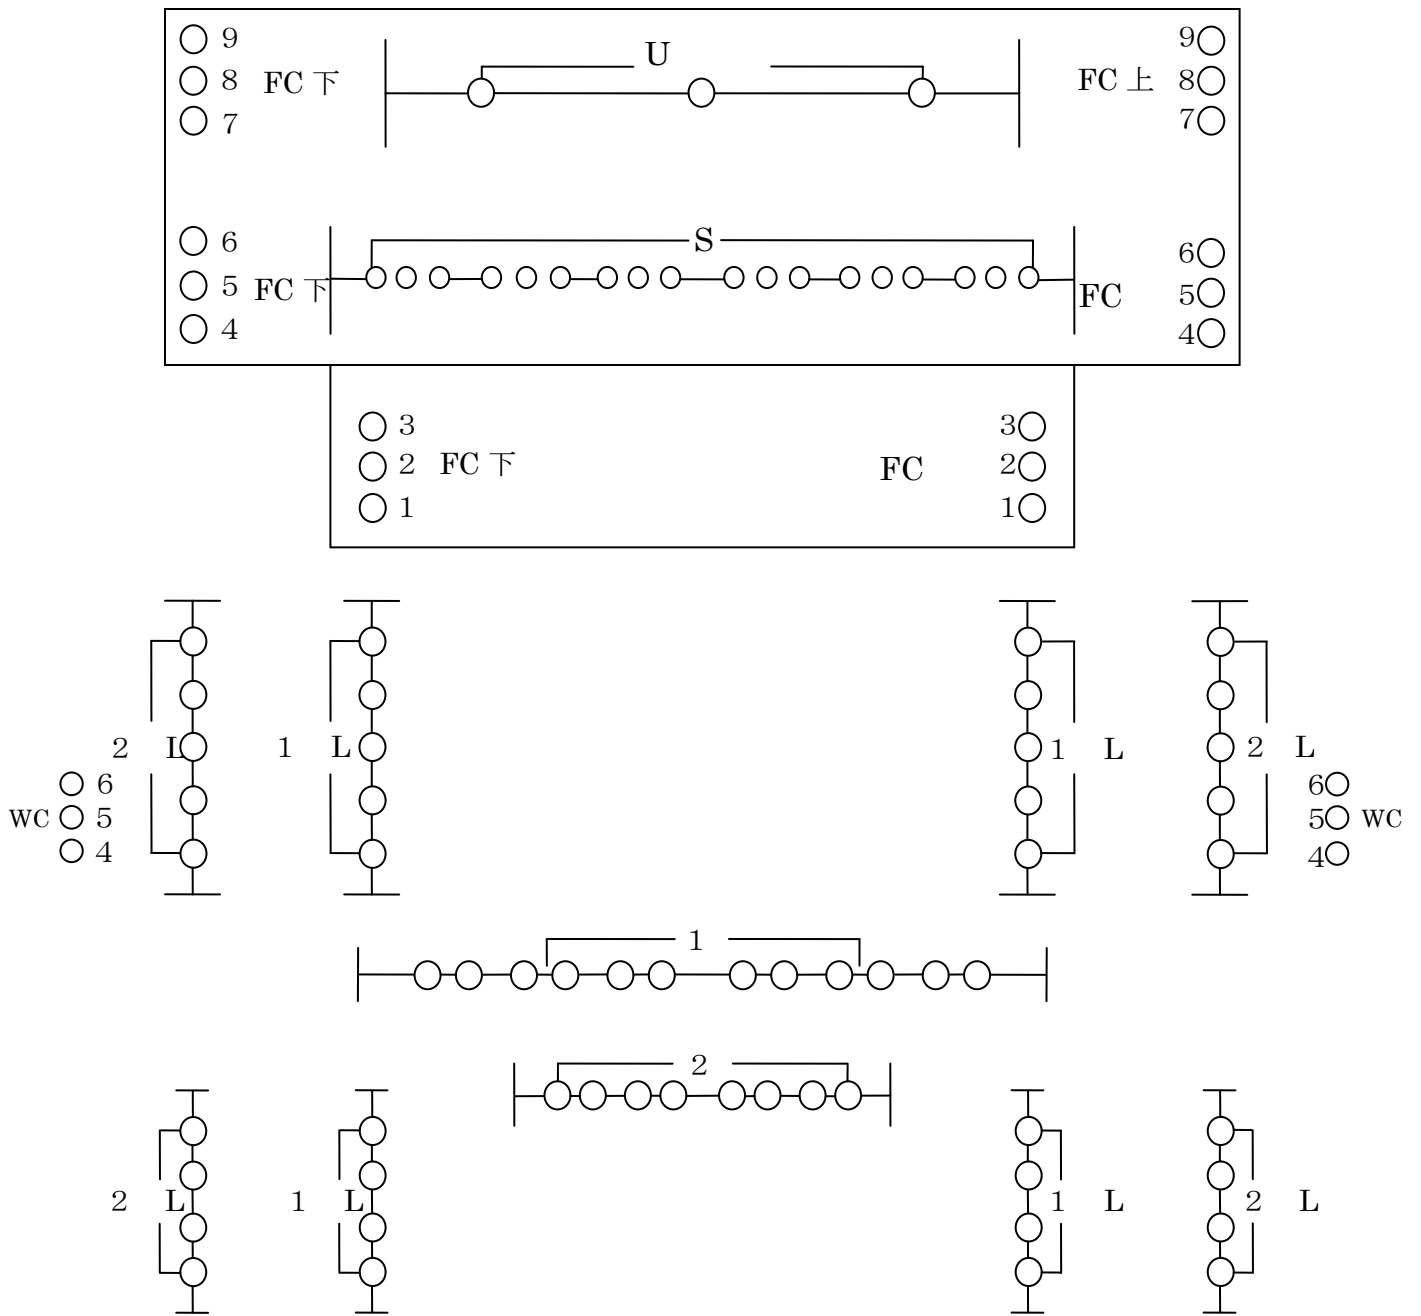 9 U 9
8 FC 下 FC 上 8
7 7
6 S 6
5 FC 下 FC 5
4 4
3 3
2 FC 下 FC 2
1 1
2 L 1 L 1 L 2 L
6 6
WC 5 5 WC
4 4
1
2
2 L 1 L 1 L 2 L